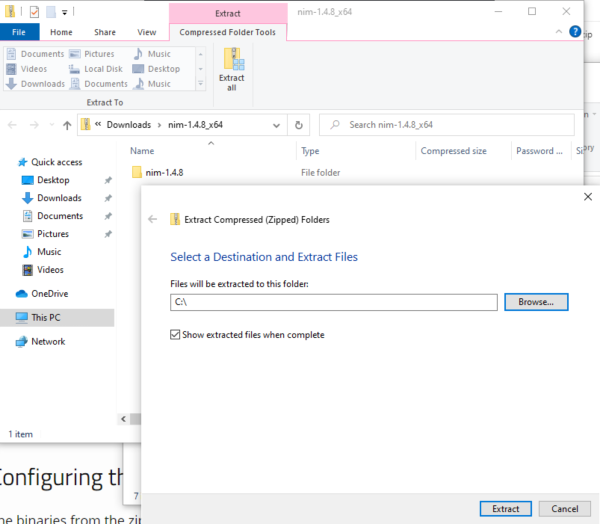 Extract
nim-1.4.8_x64
File
Home
Share
View
Compressed Folder Tools
Documents
Pictures
Music
Videos
Local Disk
Desktop
Downloads
Documents
Music
Extract
all
Extract To
« Downloads > nim-1.4.8_x64
Search nim-1.4.8_x64
Name
Type
Compressed size
Password ...
Si
Quick access
nim-1.4.8
File folder
Desktop
Downloads
Documents
Pictures
Music
Videos
OneDrive
This PC
Network
1 item
Extract Compressed (Zipped) Folders
Select a Destination and Extract Files
Files will be extracted to this folder:
C:\
Browse...
Show extracted files when complete
Extract
Cancel
7
Configuring th
he binaries from the zip